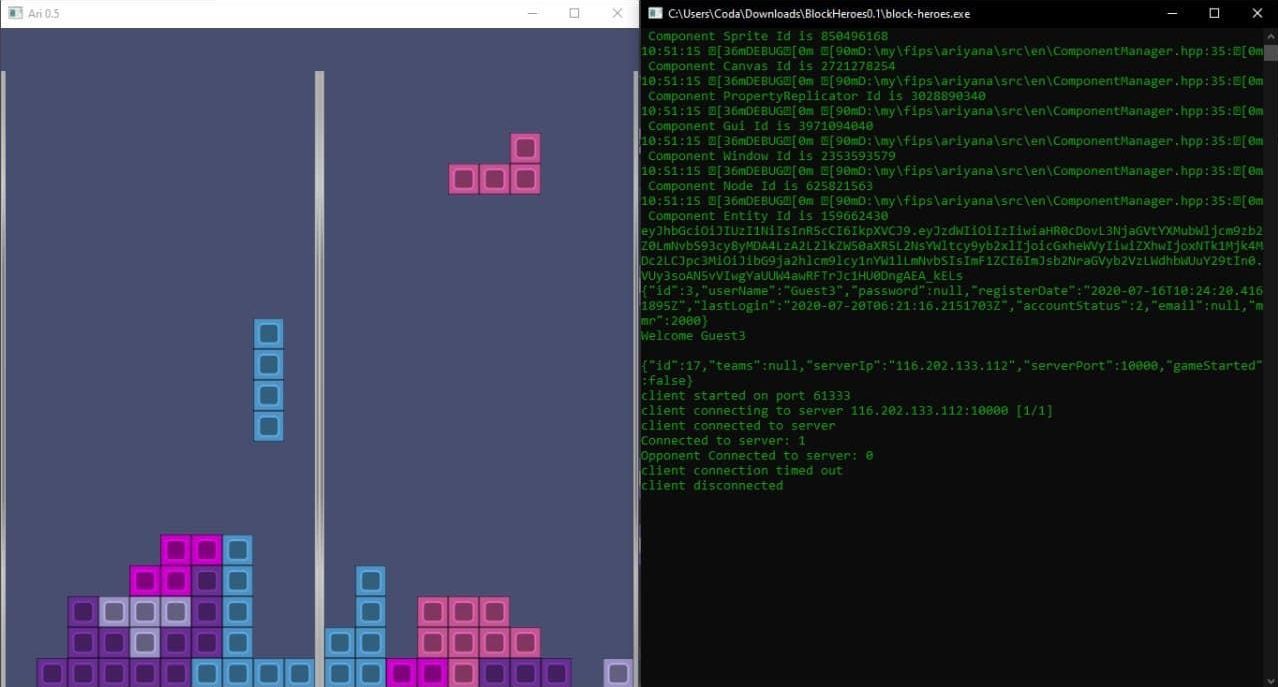 Ari 0.5
C:\Users\Coda\Downloads\BlockHeroes0.1\block-heroes.exe
Component Sprite Id is 850496168
10:51:15 [36mDEBUG[0m [90mD:\my\fips\ariyana\src\en\ComponentManager.hpp:35:[0m
Component Canvas Id is 2721278254
10:51:15 [36mDEBUG[0m [90mD:\my\fips\ariyana\src\en\ComponentManager.hpp:35:[0m
Component PropertyReplicator Id is 3028890340
10:51:15 [36mDEBUG[0m [90mD:\my\fips\ariyana\src\en\ComponentManager.hpp:35:[0m
Component Gui Id is 3971094040
10:51:15 [36mDEBUG[0m [90mD:\my\fips\ariyana\src\en\ComponentManager.hpp:35:[0m
Component Window Id is 2353593579
10:51:15 [36mDEBUG[0m [90mD:\my\fips\ariyana\src\en\ComponentManager.hpp:35:[0m
Component Node Id is 625821563
10:51:15 [36mDEBUG[0m [90mD:\my\fips\ariyana\src\en\ComponentManager.hpp:35:[0m
Component Entity Id is 159662430
{"id":3,"userName":"Guest3","password":null,"registerDate":"2020-07-16T10:24:20.416
1895Z","lastLogin":"2020-07-20T06:21:16.2151703Z","accountStatus":2,"email":null,"m
mr":2000}
Welcome Guest3
{"id":17,"teams":null,"serverIp":"116.202.133.112","serverPort":10000,"gameStarted"
:false}
client started on port 61333
client connecting to server 116.202.133.112:10000 [1/1]
client connected to server
Connected to server: 1
Opponent Connected to server: 0
client connection timed out
client disconnected